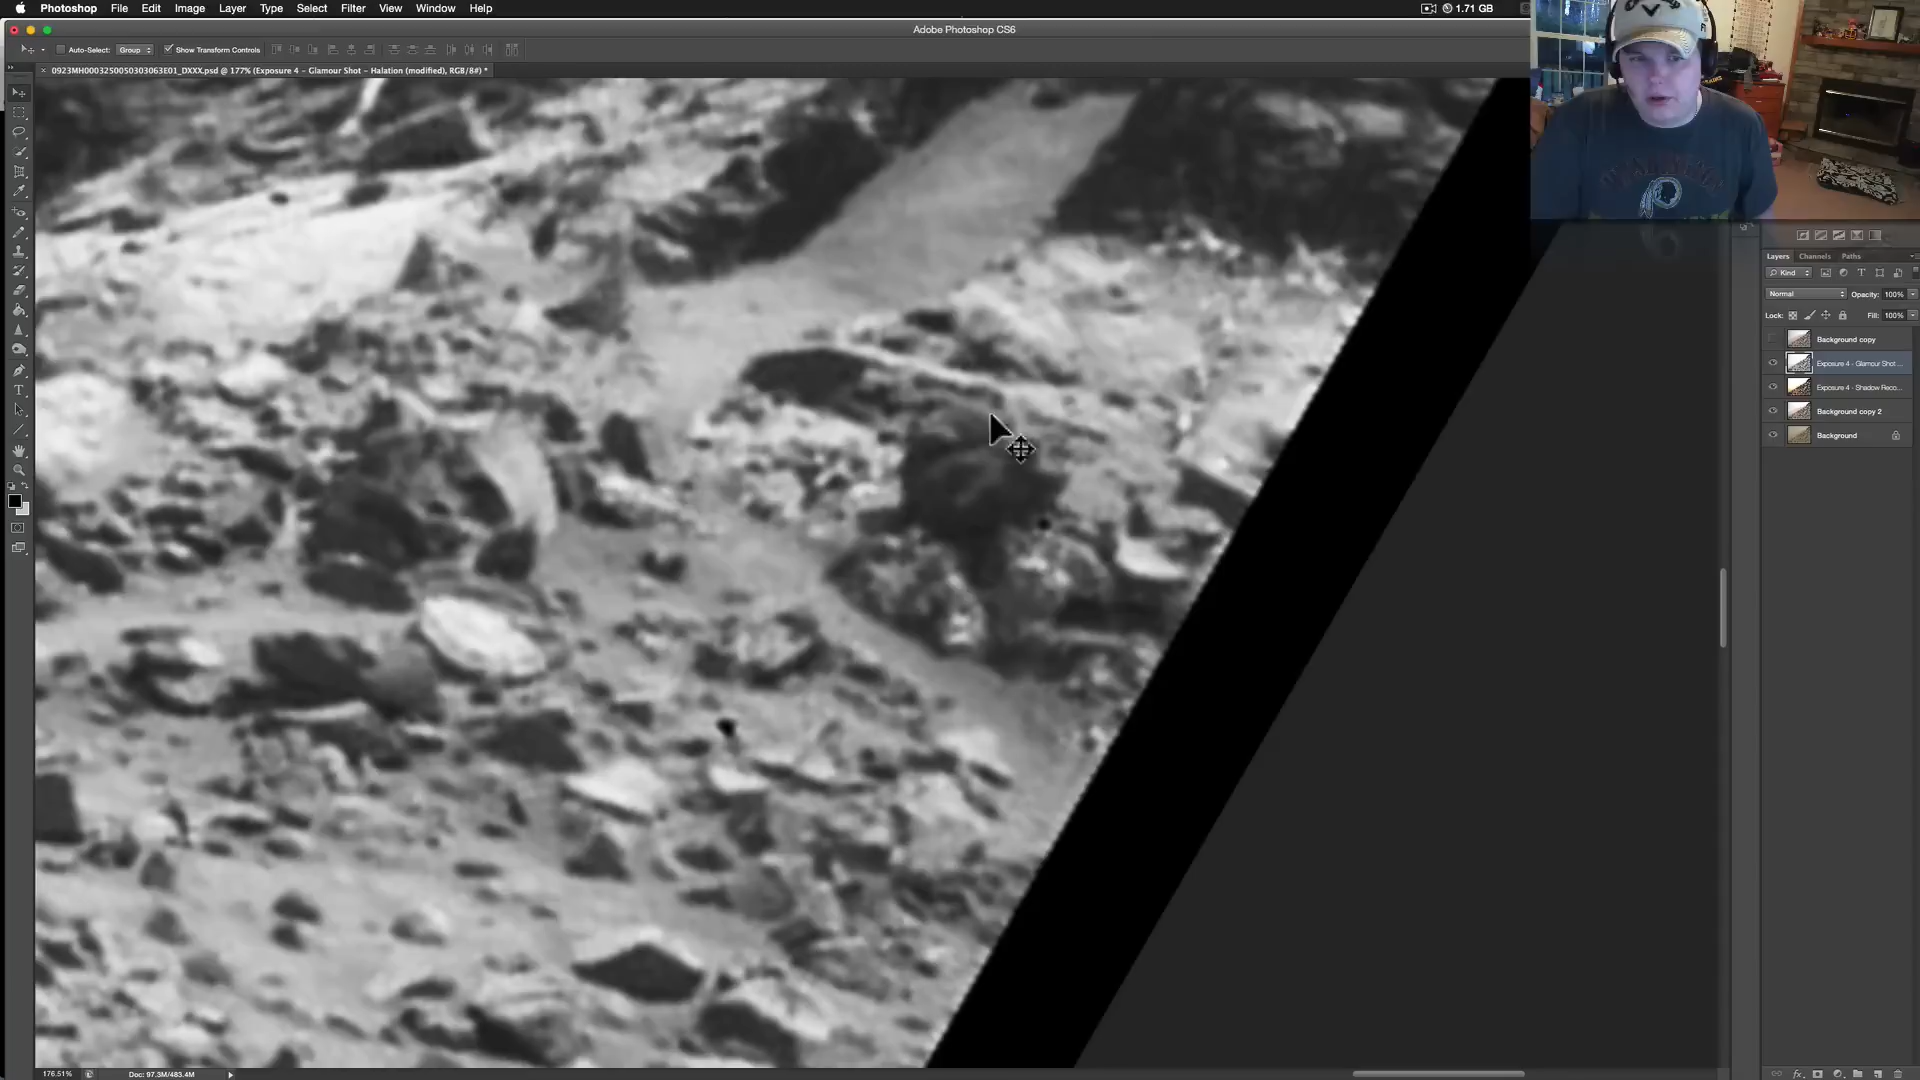 Photoshop File Edit Image Layer Type Select Filter View Window Help 1.71 GB
Adobe Photoshop CS6
Auto-Select: Group Show Transform Controls
0923MH0003250050303063E01_DXXX.psd @ 177% (Exposure 4 - Glamour Shot - Halation (modified), RGB/8#) *
Layers Channels Paths
Kind
Normal Opacity: 100%
Lock: Fill: 100%
Background copy
Exposure 4 - Glamour Shot ...
Exposure 4 - Shadow Reco...
Background copy 2
Background
176.51% Doc: 97.3M/483.4M